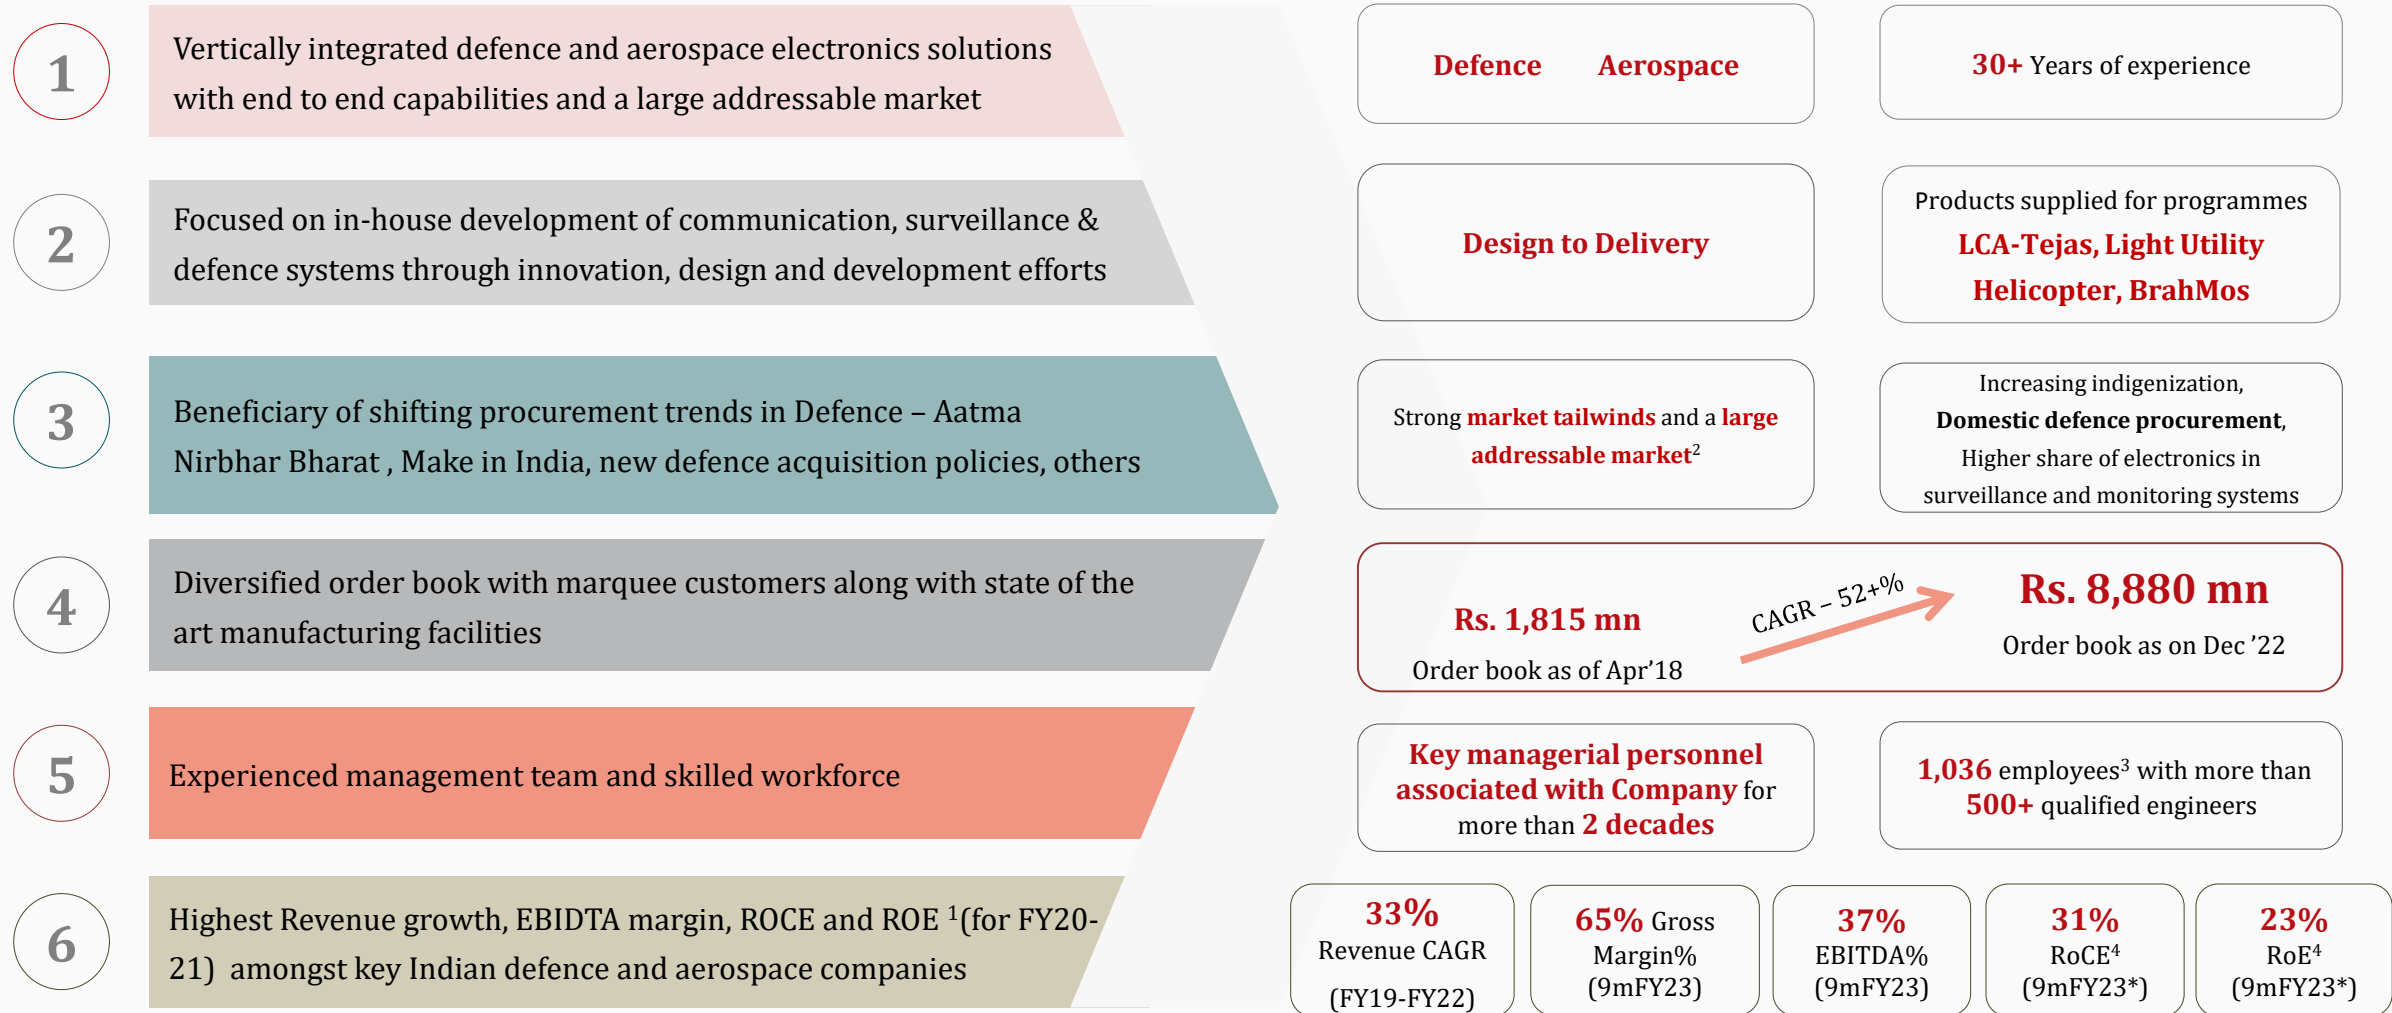 1
Vertically integrated defence and aerospace electronics solutions
with end to end capabilities and a large addressable market
Defence Aerospace
30+ Years of experience
2
Focused on in-house development of communication, surveillance &
defence systems through innovation, design and development efforts
Design to Delivery
Products supplied for programmes
LCA-Tejas, Light Utility
Helicopter, BrahMos
3
Beneficiary of shifting procurement trends in Defence – Aatma
Nirbhar Bharat , Make in India, new defence acquisition policies, others
Strong market tailwinds and a large
addressable market²
Increasing indigenization,
Domestic defence procurement,
Higher share of electronics in
surveillance and monitoring systems
4
Diversified order book with marquee customers along with state of the
art manufacturing facilities
Rs. 1,815 mn
Order book as of Apr’18
CAGR – 52+%
Rs. 8,880 mn
Order book as on Dec ’22
5
Experienced management team and skilled workforce
Key managerial personnel
associated with Company for
more than 2 decades
1,036 employees³ with more than
500+ qualified engineers
6
Highest Revenue growth, EBIDTA margin, ROCE and ROE ¹(for FY20-
21) amongst key Indian defence and aerospace companies
33%
Revenue CAGR
(FY19-FY22)
65% Gross
Margin%
(9mFY23)
37%
EBITDA%
(9mFY23)
31%
RoCE⁴
(9mFY23*)
23%
RoE⁴
(9mFY23*)